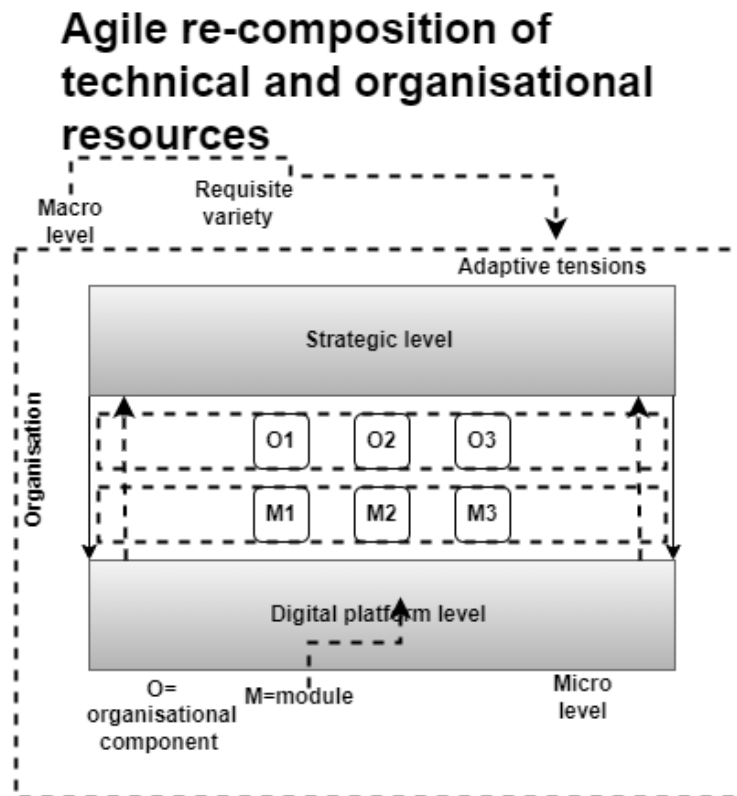 Agile re-composition of
technical and organisational
resources
Requisite
variety
Macro
level
Adaptive tensions
Strategic level
Organisation
O1 O2 O3
M1 M2 M3
Digital platform level
O=
organisational
component
M=module
Micro
level